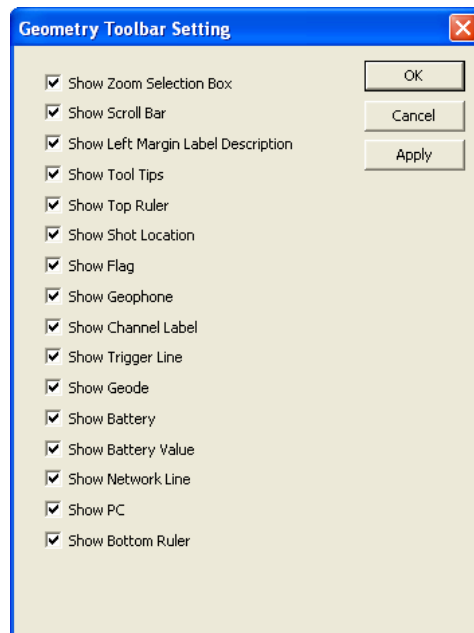 Geometry Toolbar Setting
Show Zoom Selection Box
OK
Show Scroll Bar
Cancel
Show Left Margin Label Description
Apply
Show Tool Tips
Show Top Ruler
Show Shot Location
Show Flag
Show Geophone
Show Channel Label
Show Trigger Line
Show Geode
Show Battery
Show Battery Value
Show Network Line
Show PC
Show Bottom Ruler